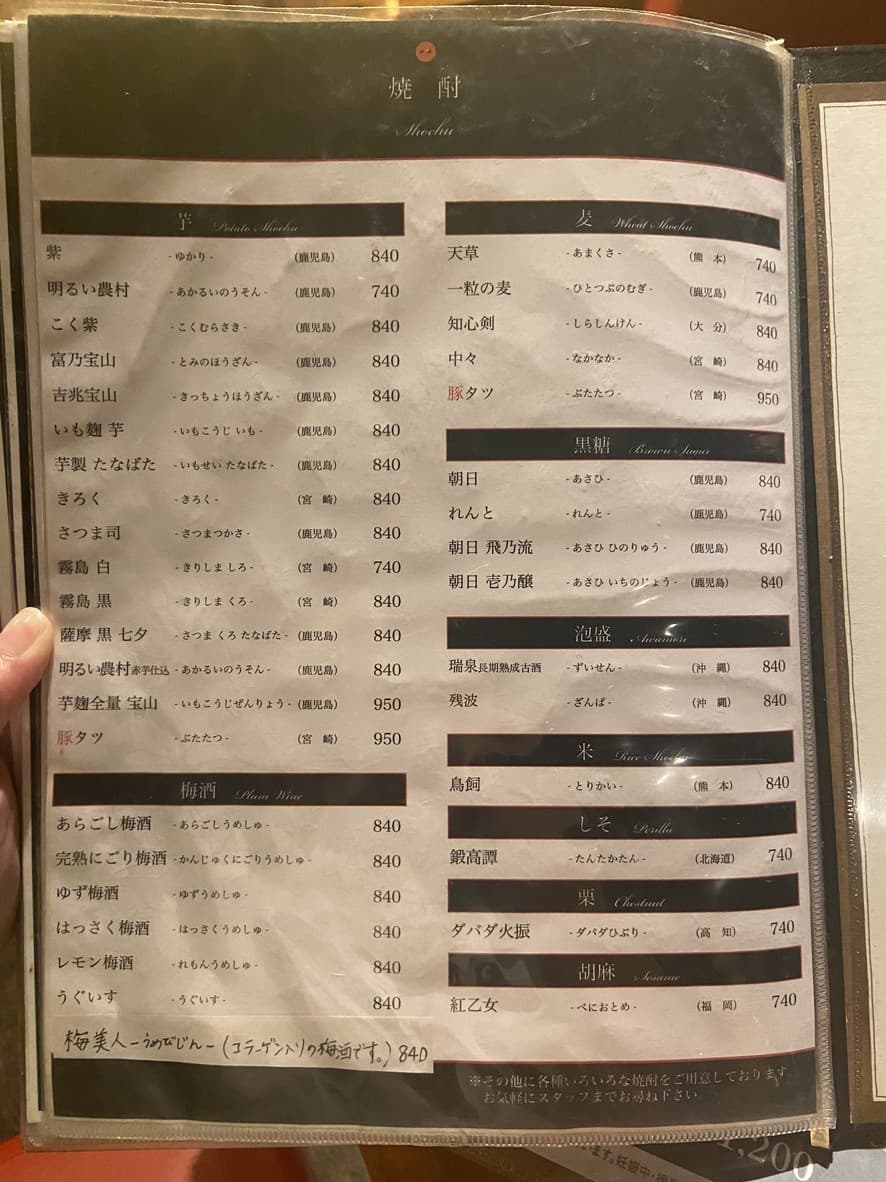 焼酎
Shochu
芋 Potato Shochu
紫 -ゆかり- (鹿児島) 840
明るい農村 -あかるいのうそん- (鹿児島) 740
こく紫 -こくむらさき- (鹿児島) 840
富乃宝山 -とみのほうざん- (鹿児島) 840
吉兆宝山 -きっちょうほうざん- (鹿児島) 840
いも麹 芋 -いもこうじ いも- (鹿児島) 840
芋製 たなばた -いもせい たなばた- (鹿児島) 840
きろく -きろく- (宮 崎) 840
さつま司 -さつまつかさ- (鹿児島) 840
霧島 白 -きりしま しろ- (宮 崎) 740
霧島 黒 -きりしま くろ- (宮 崎) 840
薩摩 黒 七夕 -さつま くろ たなばた- (鹿児島) 840
明るい農村赤芋仕込 -あかるいのうそん- (鹿児島) 840
芋麹全量 宝山 -いもこうじぜんりょう- (鹿児島) 950
豚タツ -ぶたたつ- (宮 崎) 950
梅酒 Plum Wine
あらごし梅酒 -あらごしうめしゅ- 840
完熟にごり梅酒 -かんじゅくにごりうめしゅ- 840
ゆず梅酒 -ゆずうめしゅ- 840
はっさく梅酒 -はっさくうめしゅ- 840
レモン梅酒 -れもんうめしゅ- 840
うぐいす -うぐいす- 840
梅美人-うめびじん-(コラーゲン入りの梅酒です。) 840
麦 Wheat Shochu
天草 -あまくさ- (熊 本) 740
一粒の麦 -ひとつぶのむぎ- (鹿児島) 740
知心剣 -しらしんけん- (大 分) 840
中々 -なかなか- (宮 崎) 840
豚タツ -ぶたたつ- (宮 崎) 950
黒糖 Brown Sugar
朝日 -あさひ- (鹿児島) 840
れんと -れんと- (鹿児島) 740
朝日 飛乃流 -あさひ ひのりゅう- (鹿児島) 840
朝日 壱乃醸 -あさひ いちのじょう- (鹿児島) 840
泡盛 Awamori
瑞泉長期熟成古酒 -ずいせん- (沖 縄) 840
残波 -ざんぱ- (沖 縄) 840
米 Rice Shochu
鳥飼 -とりかい- (熊 本) 840
しそ Perilla
鍛高譚 -たんたかたん- (北海道) 740
栗 Chestnut
ダバダ火振 -ダバダひぶり- (高 知) 740
胡麻 Sesame
紅乙女 -べにおとめ- (福 岡) 740
※その他に各種いろいろな焼酎をご用意しております
お気軽にスタッフまでお尋ね下さい
1,200
います。妊娠中・